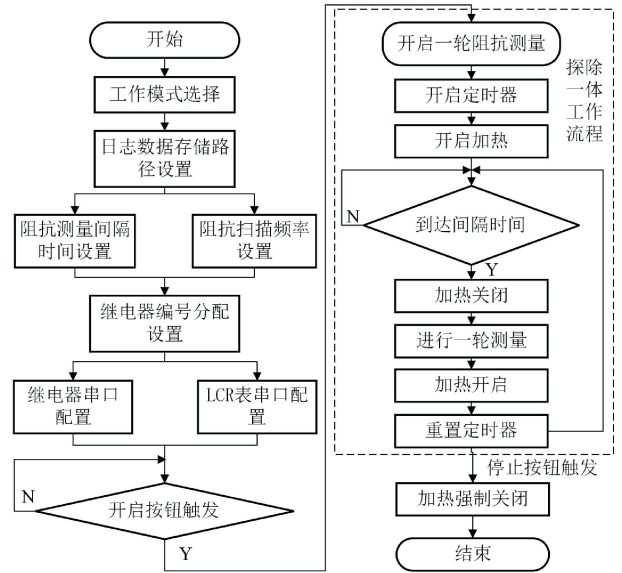 开始
工作模式选择
日志数据存储路
径设置
阻抗测量间隔
时间设置
阻抗扫描频率
设置
继电器编号分配
设置
继电器串口
配置
LCR表串口配
置
N
开启按钮触发
Y
开启一轮阻抗测量
探除
一体
工作
流程
开启定时器
开启加热
N
到达间隔时间
Y
加热关闭
进行一轮测量
加热开启
重置定时器
停止按钮触发
加热强制关闭
结束